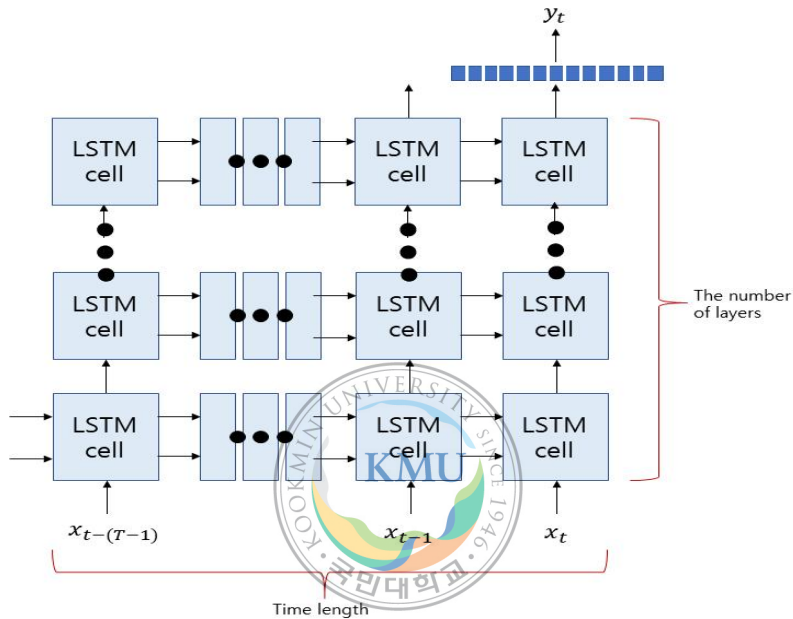 y_t
LSTM cell LSTM cell LSTM cell
LSTM cell LSTM cell LSTM cell
The number of layers
LSTM cell LSTM cell LSTM cell
KOOKMIN UNIVERSITY SINCE 1946
KMU
x_{t-(T-1)} x_{t-1} x_t
국민대학교
Time length